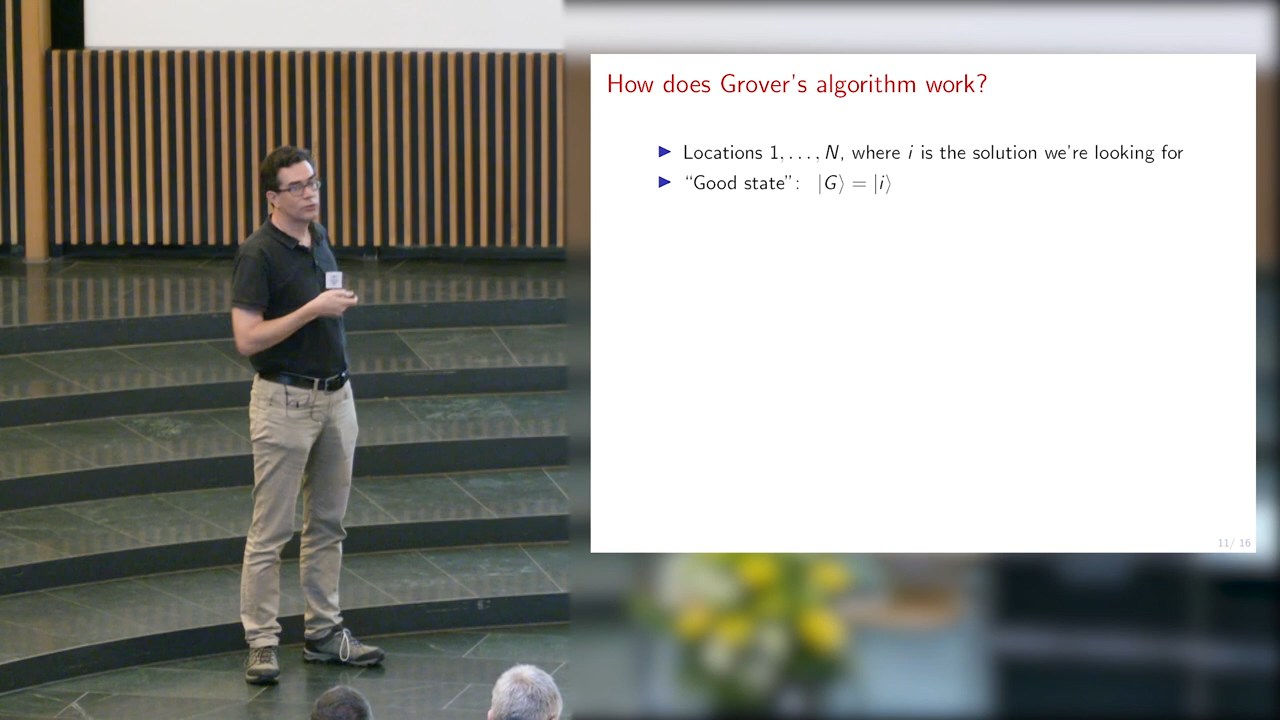 How does Grover's algorithm work?
▶ Locations 1, . . . , N, where i is the solution we're looking for
▶ “Good state”: |G⟩ = |i⟩
11/ 16